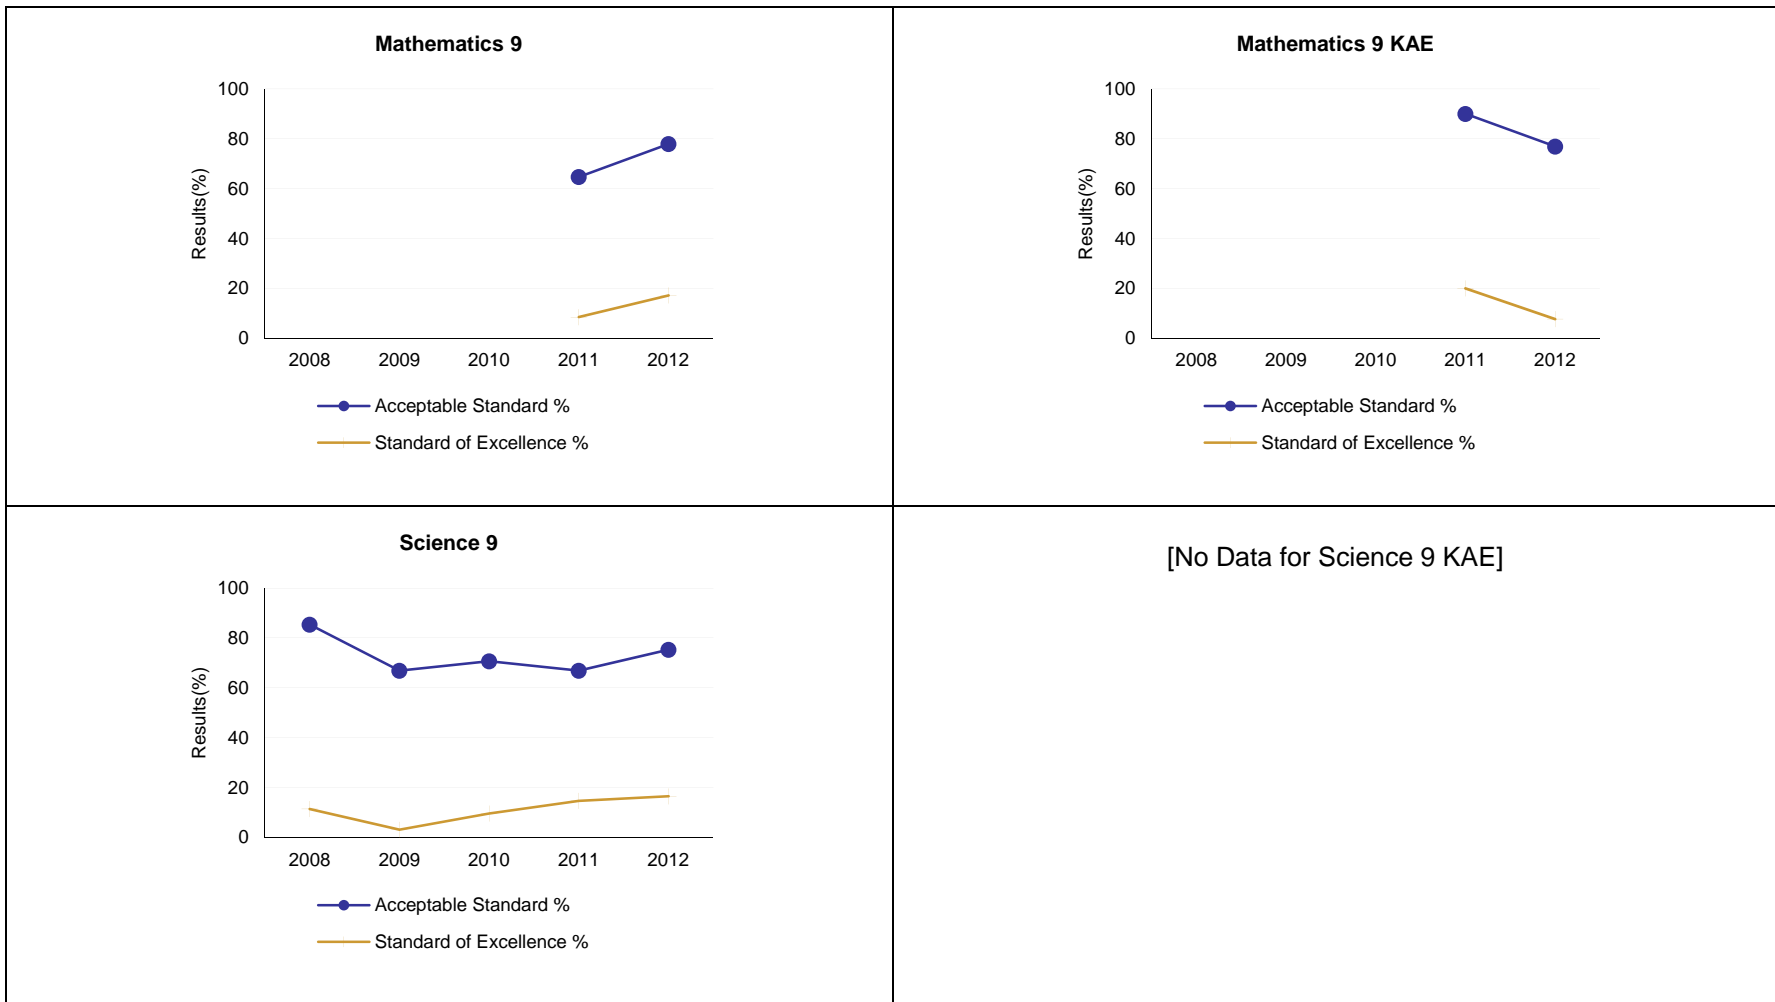 Mathematics 9
100
80
60
40
20
0
Results(%)
2008 2009 2010 2011 2012
Acceptable Standard %
Standard of Excellence %
Mathematics 9 KAE
100
80
60
40
20
0
Results(%)
2008 2009 2010 2011 2012
Acceptable Standard %
Standard of Excellence %
Science 9
100
80
60
40
20
0
Results(%)
2008 2009 2010 2011 2012
Acceptable Standard %
Standard of Excellence %
[No Data for Science 9 KAE]